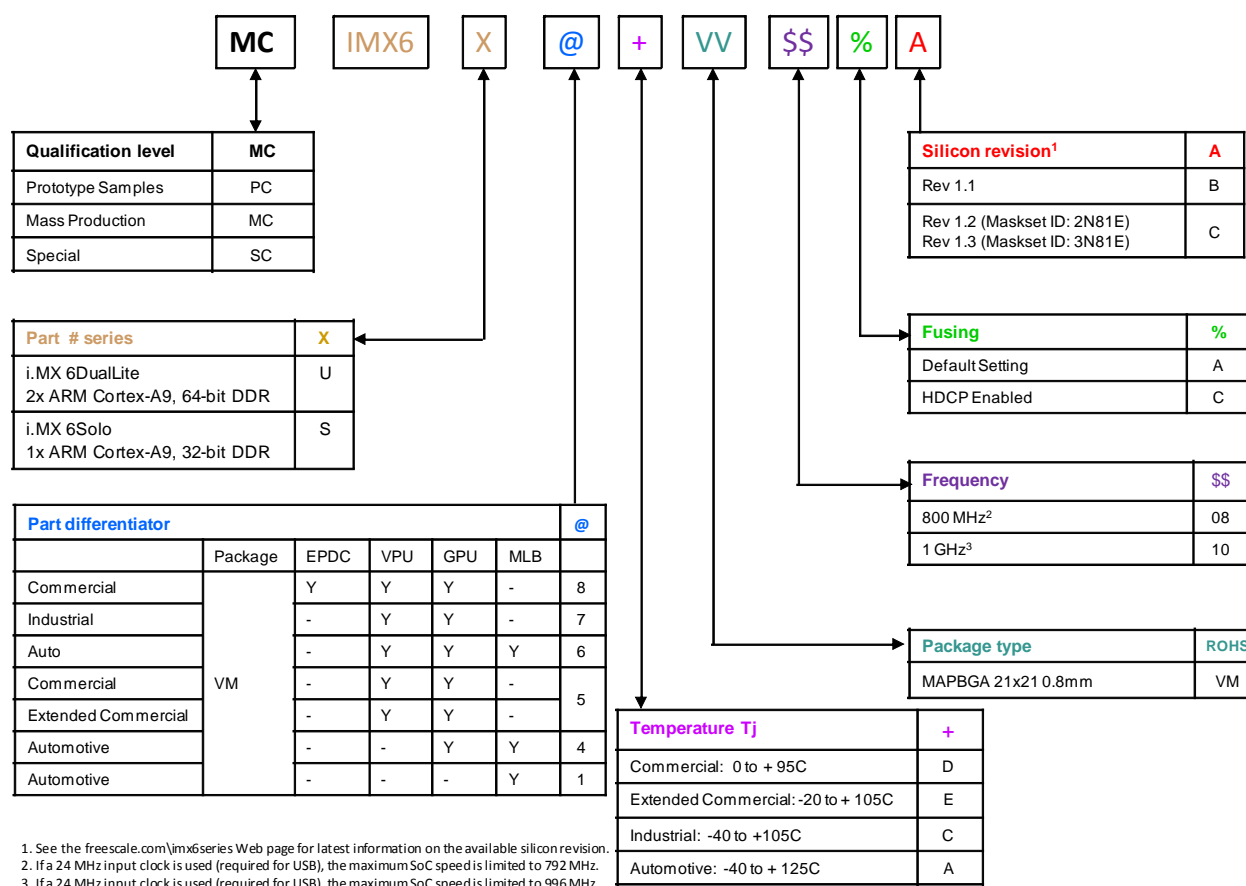 MC IMX6 X @ + VV $$ % A
Qualification level MC
Prototype Samples PC
Mass Production MC
Special SC
Part # series X
i.MX 6DualLite U
2x ARM Cortex-A9, 64-bit DDR
i.MX 6Solo S
1x ARM Cortex-A9, 32-bit DDR
Part differentiator @
Package EPDC VPU GPU MLB
Commercial VM Y Y Y - 8
Industrial - Y Y - 7
Auto - Y Y Y 6
Commercial - Y Y - 5
Extended Commercial - Y Y -
Automotive - - Y Y 4
Automotive - - - Y 1
Silicon revision1 A
Rev 1.1 B
Rev 1.2 (Maskset ID: 2N81E) C
Rev 1.3 (Maskset ID: 3N81E)
Fusing %
Default Setting A
HDCP Enabled C
Frequency $$
800 MHz2 08
1 GHz3 10
Package type ROHS
MAPBGA 21x21 0.8mm VM
Temperature Tj +
Commercial: 0 to + 95C D
Extended Commercial: -20 to + 105C E
Industrial: -40 to +105C C
Automotive: -40 to + 125C A
1. See the freescale.com\imx6series Web page for latest information on the available silicon revision.
2. If a 24 MHz input clock is used (required for USB), the maximum SoC speed is limited to 792 MHz.
3. If a 24 MHz input clock is used (required for USB), the maximum SoC speed is limited to 996 MHz.